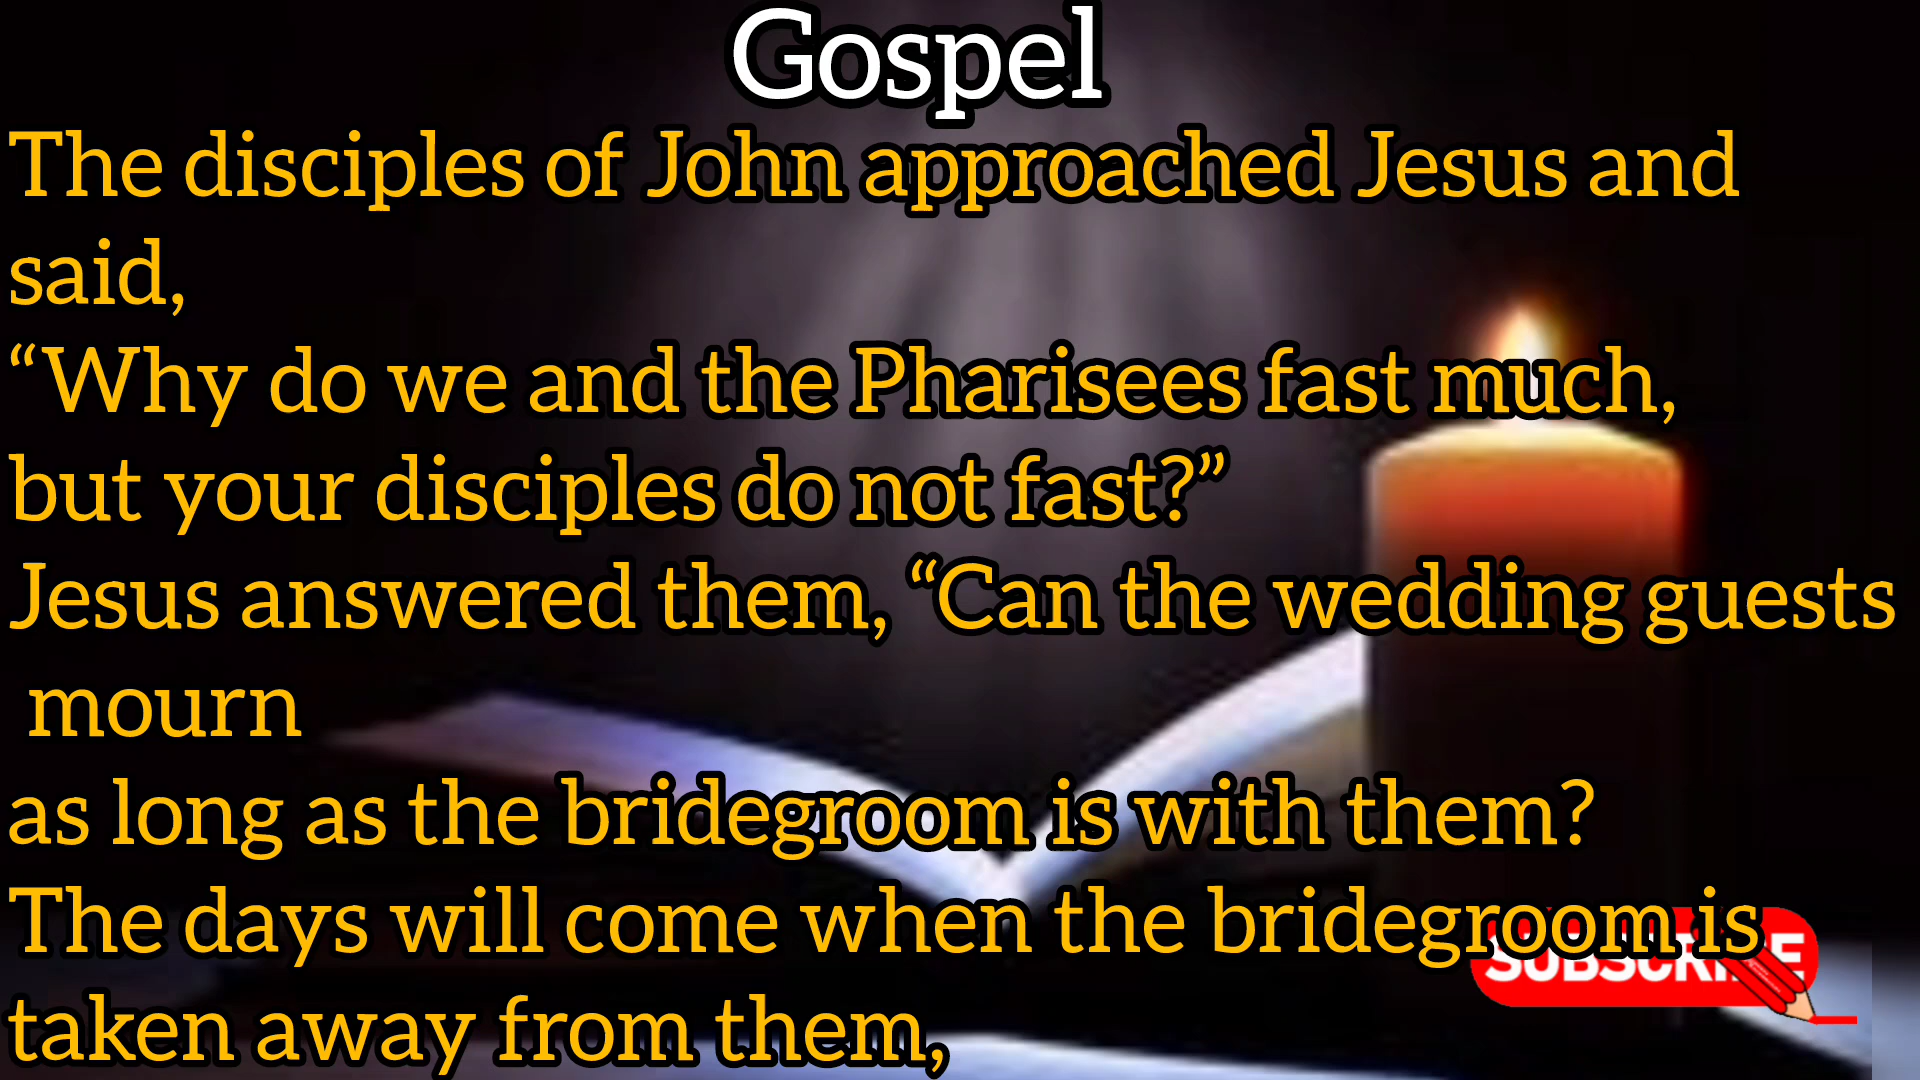 Gospel
The disciples of John approached Jesus and
said,
“Why do we and the Pharisees fast much,
but your disciples do not fast?”
Jesus answered them, “Can the wedding guests
mourn
as long as the bridegroom is with them?
The days will come when the bridegroom is
SUBSCRIBE
taken away from them,